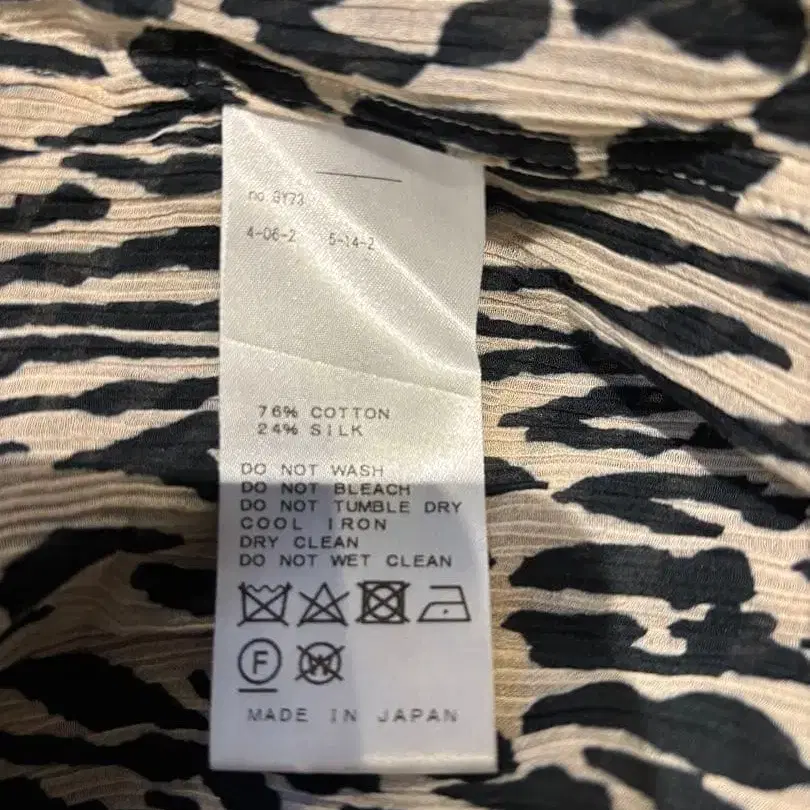 no 3Y73
4-06-2 5-14-2
76% COTTON
24% SILK
DO NOT WASH
DO NOT BLEACH
DO NOT TUMBLE DRY
COOL IRON
DRY CLEAN
DO NOT WET CLEAN
F W
MADE IN JAPAN